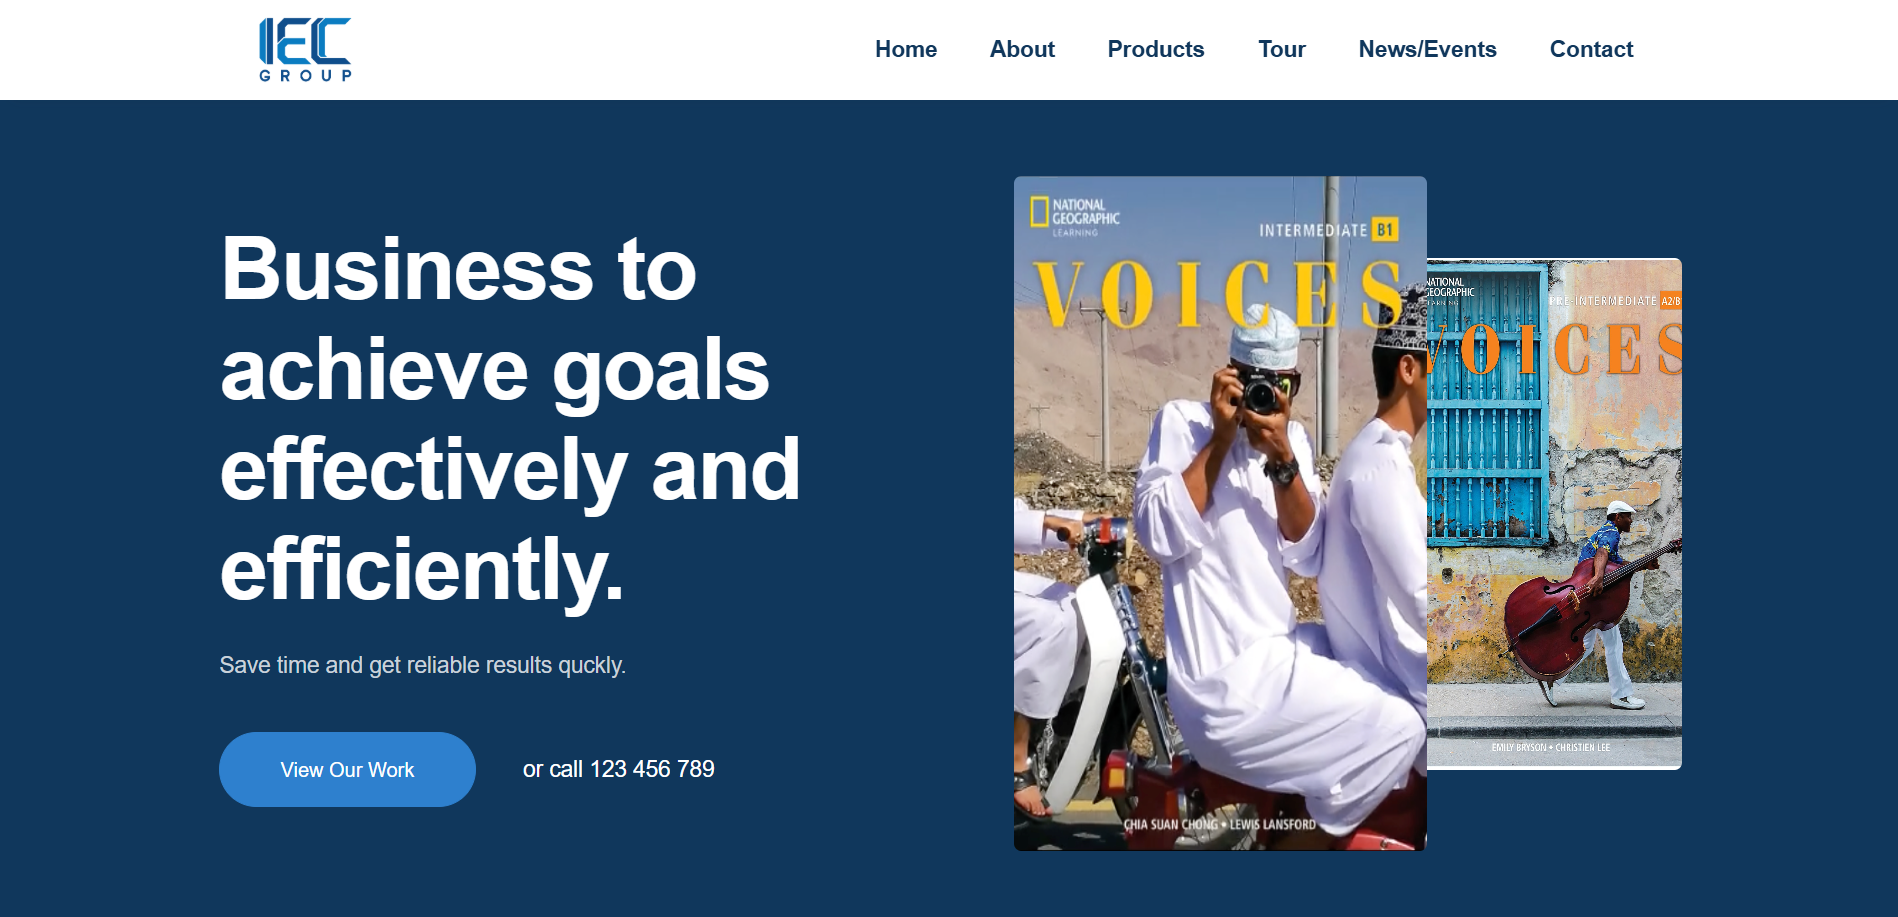 IEC
GROUP
Home
About
Products
Tour
News/Events
Contact
Business to
achieve goals
effectively and
efficiently.
Save time and get reliable results quckly.
View Our Work
or call 123 456 789
NATIONAL
GEOGRAPHIC
LEARNING
INTERMEDIATE B1
VOICES
CHIA SUAN CHONG • LEWIS LANSFORD
NATIONAL
GEOGRAPHIC
LEARNING
PRE-INTERMEDIATE A2/B
VOICES
EMILY BRYSON • CHRISTIEN LEE